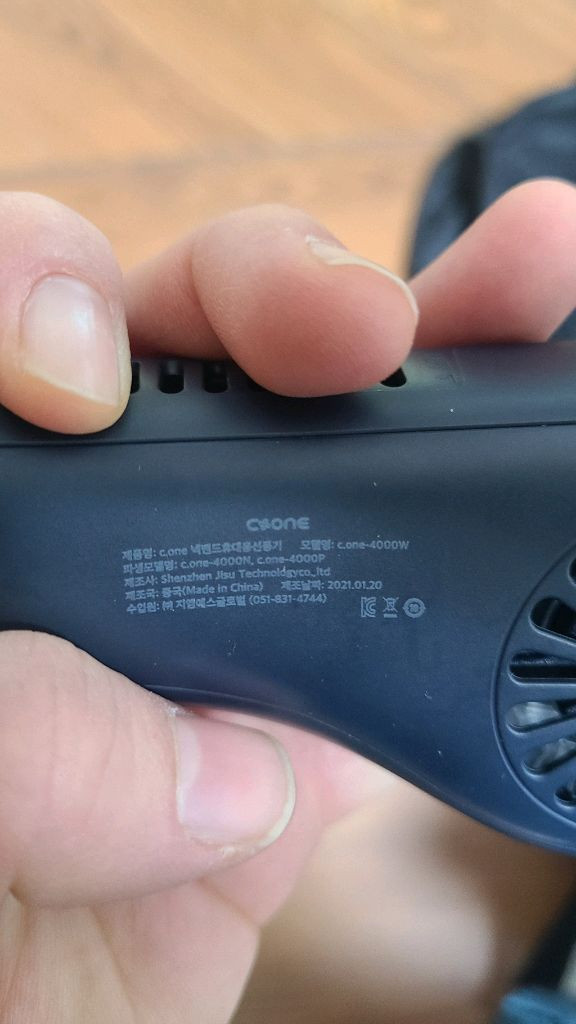 c.one
제품명: c.one 넥밴드휴대용선풍기 모델명: c.one-4000W
파생모델명: c.one-4000N, c.one-4000P
제조사: Shenzhen Jisu Technologyco.,ltd
제조국: 중국(Made in China) 제조날짜: 2021.01.20
수입원: ㈜ 지영에스글로벌 (051-831-4744)